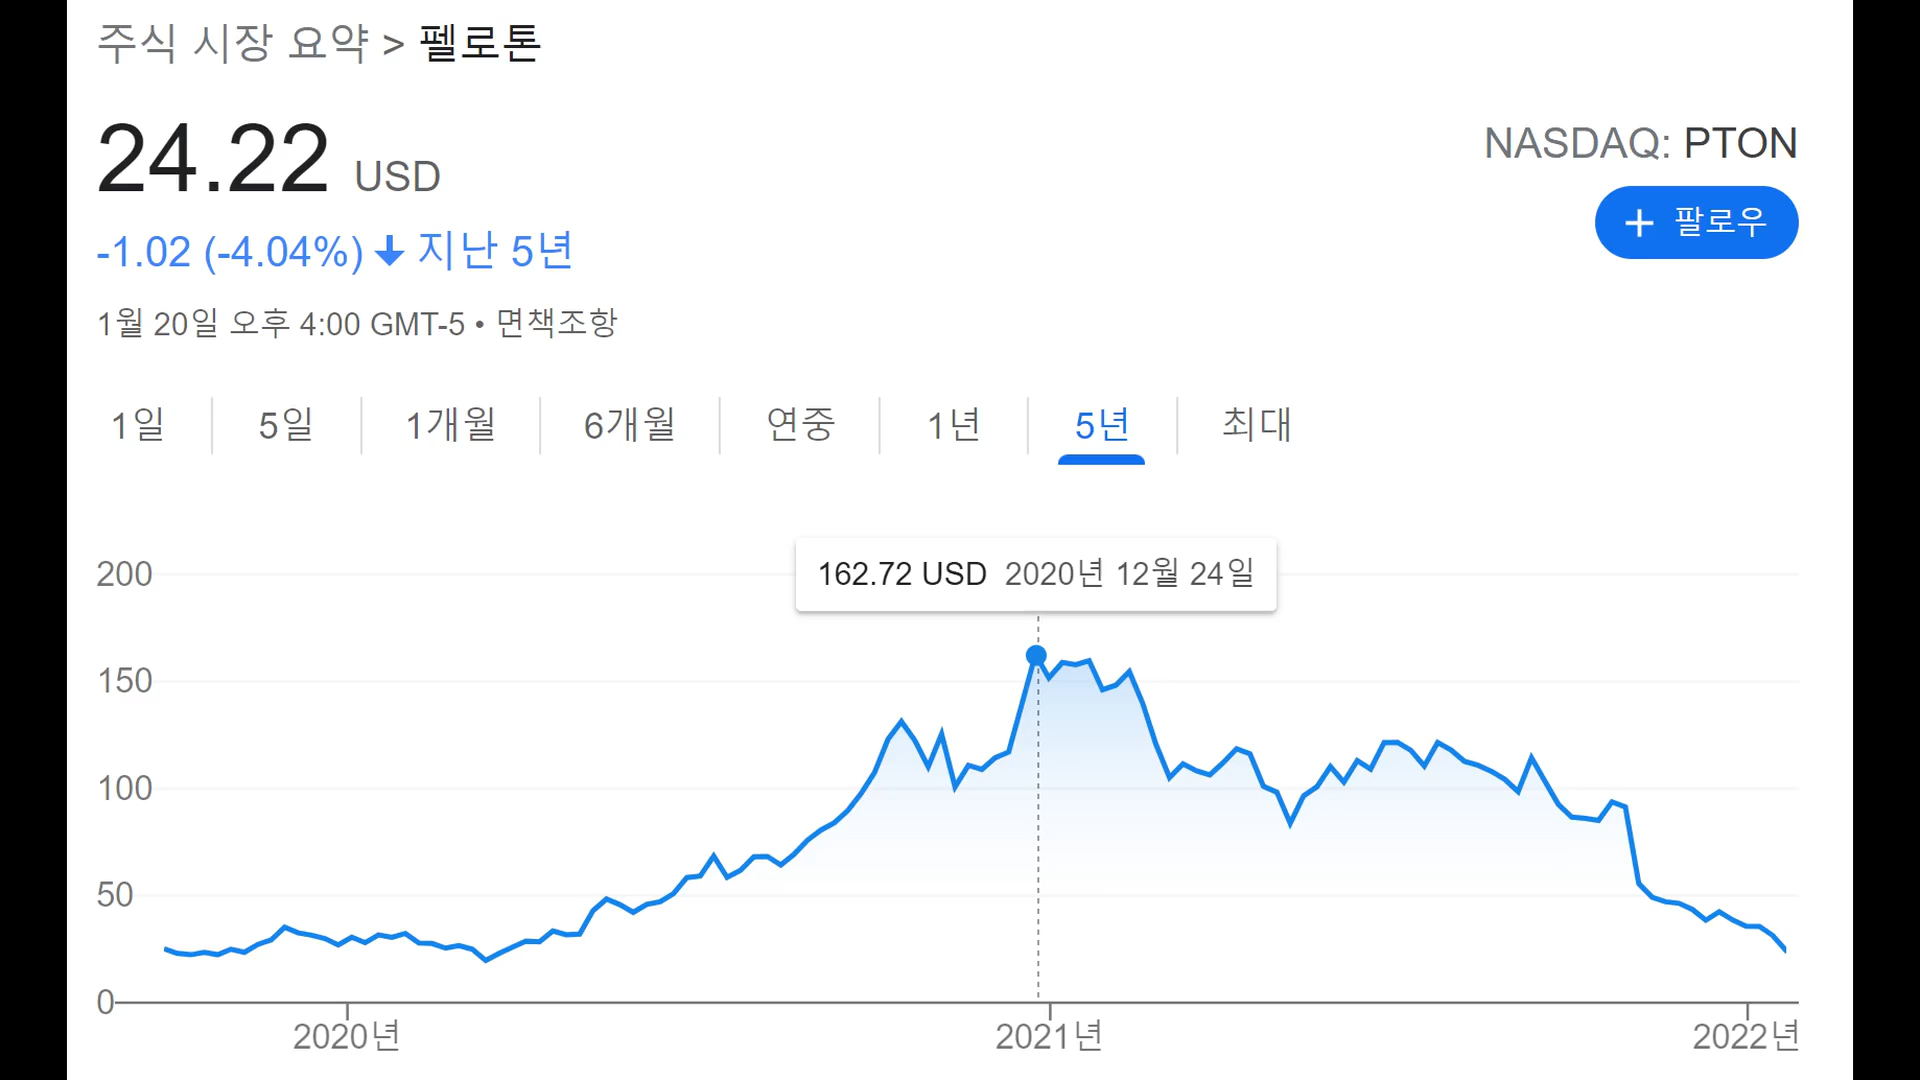 주식 시장 요약 > 펠로톤
24.22 USD
NASDAQ: PTON
+ 팔로우
-1.02 (-4.04%) ↓ 지난 5년
1월 20일 오후 4:00 GMT-5 • 면책조항
1일 5일 1개월 6개월 연중 1년 5년 최대
162.72 USD 2020년 12월 24일
200
150
100
50
0
2020년 2021년 2022년